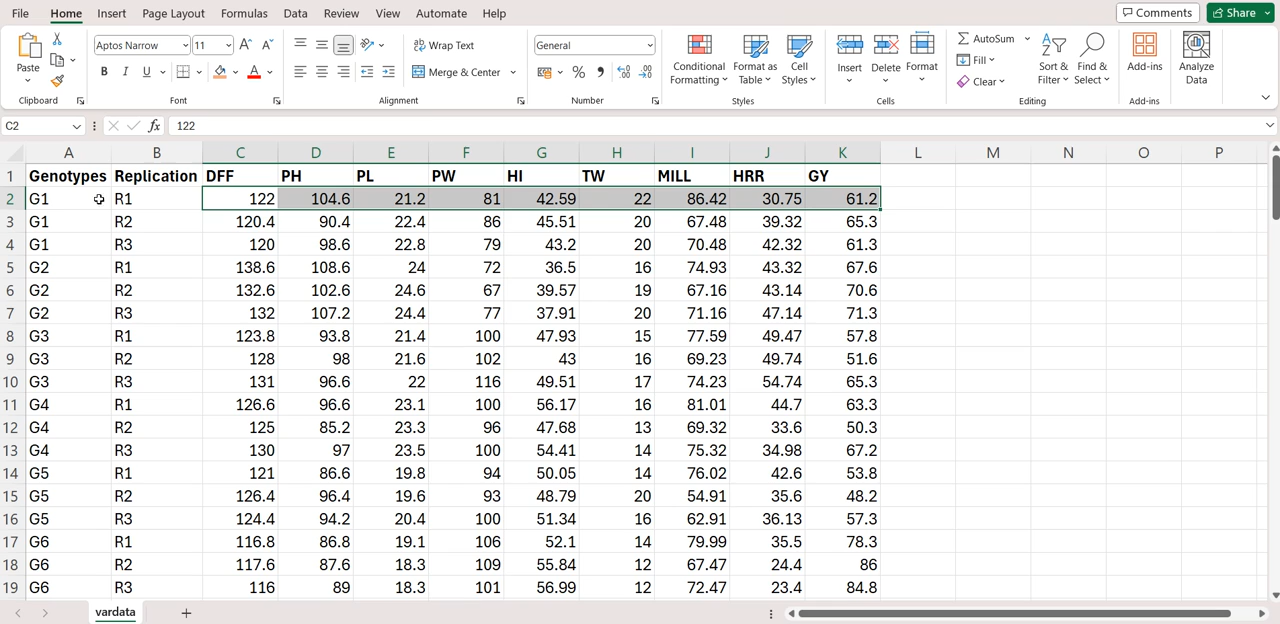 File Home Insert Page Layout Formulas Data Review View Automate Help Comments Share
Aptos Narrow 11 Wrap Text General AutoSum
Paste B I U Merge & Center % Conditional Formatting Format as Table Cell Styles Insert Delete Format Fill Sort & Filter Find & Select Add-ins Analyze Data
Clear
Clipboard Font Alignment Number Styles Cells Editing Add-ins
C2 fx 122
A B C D E F G H I J K L M N O P
1 Genotypes Replication DFF PH PL PW HI TW MILL HRR GY
2 G1 R1 122 104.6 21.2 81 42.59 22 86.42 30.75 61.2
3 G1 R2 120.4 90.4 22.4 86 45.51 20 67.48 39.32 65.3
4 G1 R3 120 98.6 22.8 79 43.2 20 70.48 42.32 61.3
5 G2 R1 138.6 108.6 24 72 36.5 16 74.93 43.32 67.6
6 G2 R2 132.6 102.6 24.6 67 39.57 19 67.16 43.14 70.6
7 G2 R3 132 107.2 24.4 77 37.91 20 71.16 47.14 71.3
8 G3 R1 123.8 93.8 21.4 100 47.93 15 77.59 49.47 57.8
9 G3 R2 128 98 21.6 102 43 16 69.23 49.74 51.6
10 G3 R3 131 96.6 22 116 49.51 17 74.23 54.74 65.3
11 G4 R1 126.6 96.6 23.1 100 56.17 16 81.01 44.7 63.3
12 G4 R2 125 85.2 23.3 96 47.68 13 69.32 33.6 50.3
13 G4 R3 130 97 23.5 100 54.41 14 75.32 34.98 67.2
14 G5 R1 121 86.6 19.8 94 50.05 14 76.02 42.6 53.8
15 G5 R2 126.4 96.4 19.6 93 48.79 20 54.91 35.6 48.2
16 G5 R3 124.4 94.2 20.4 100 51.34 16 62.91 36.13 57.3
17 G6 R1 116.8 86.8 19.1 106 52.1 14 79.99 35.5 78.3
18 G6 R2 117.6 87.6 18.3 109 55.84 12 67.47 24.4 86
19 G6 R3 116 89 18.3 101 56.99 12 72.47 23.4 84.8
vardata